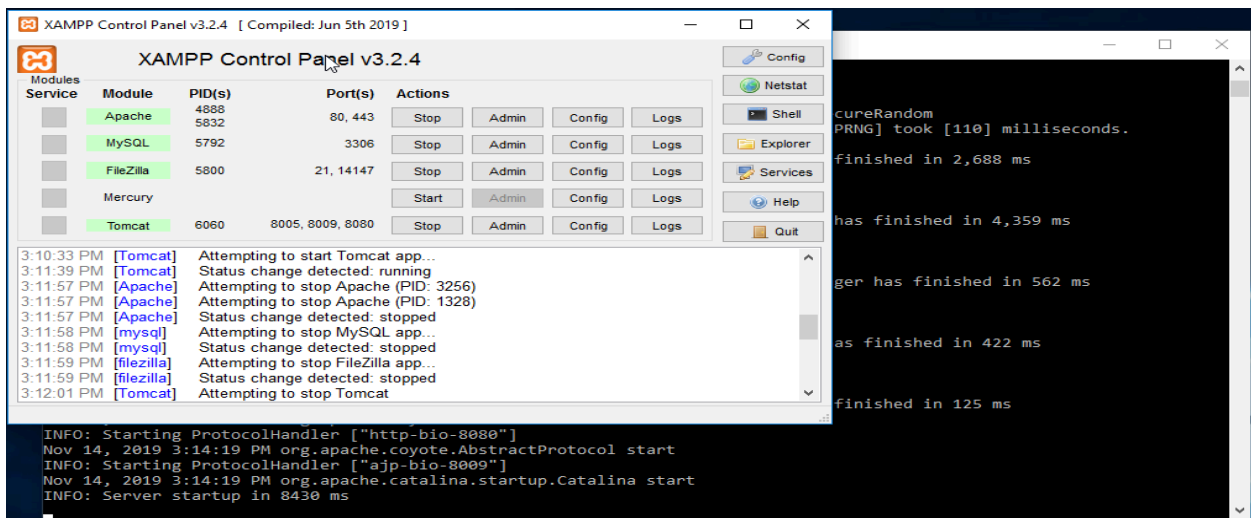 XAMPP Control Panel v3.2.4 [ Compiled: Jun 5th 2019 ]
XAMPP Control Panel v3.2.4
Config
Modules
Service Module PID(s) Port(s) Actions
Netstat
Apache 4888 5832 80, 443 Stop Admin Config Logs
Shell
MySQL 5792 3306 Stop Admin Config Logs
Explorer
FileZilla 5800 21, 14147 Stop Admin Config Logs
Services
Mercury Start Admin Config Logs
Help
Tomcat 6060 8005, 8009, 8080 Stop Admin Config Logs
Quit
3:10:33 PM [Tomcat] Attempting to start Tomcat app...
3:11:39 PM [Tomcat] Status change detected: running
3:11:57 PM [Apache] Attempting to stop Apache (PID: 3256)
3:11:57 PM [Apache] Attempting to stop Apache (PID: 1328)
3:11:57 PM [Apache] Status change detected: stopped
3:11:58 PM [mysql] Attempting to stop MySQL app...
3:11:58 PM [mysql] Status change detected: stopped
3:11:59 PM [filezilla] Attempting to stop FileZilla app...
3:11:59 PM [filezilla] Status change detected: stopped
3:12:01 PM [Tomcat] Attempting to stop Tomcat
cureRandom
PRNG] took [110] milliseconds.
finished in 2,688 ms
has finished in 4,359 ms
ger has finished in 562 ms
as finished in 422 ms
finished in 125 ms
INFO: Starting ProtocolHandler ["http-bio-8080"]
Nov 14, 2019 3:14:19 PM org.apache.coyote.AbstractProtocol start
INFO: Starting ProtocolHandler ["ajp-bio-8009"]
Nov 14, 2019 3:14:19 PM org.apache.catalina.startup.Catalina start
INFO: Server startup in 8430 ms